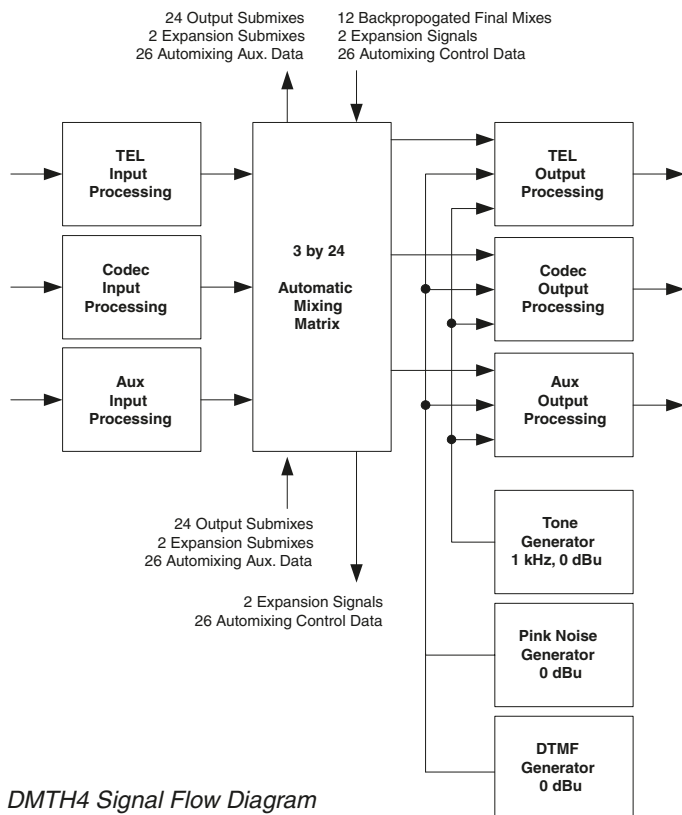 24 Output Submixes
2 Expansion Submixes
26 Automixing Aux. Data
12 Backpropogated Final Mixes
2 Expansion Signals
26 Automixing Control Data
TEL
Input
Processing
Codec
Input
Processing
Aux
Input
Processing
3 by 24
Automatic
Mixing
Matrix
TEL
Output
Processing
Codec
Output
Processing
Aux
Output
Processing
24 Output Submixes
2 Expansion Submixes
26 Automixing Aux. Data
2 Expansion Signals
26 Automixing Control Data
Tone
Generator
1 kHz, 0 dBu
Pink Noise
Generator
0 dBu
DTMF
Generator
0 dBu
DMTH4 Signal Flow Diagram